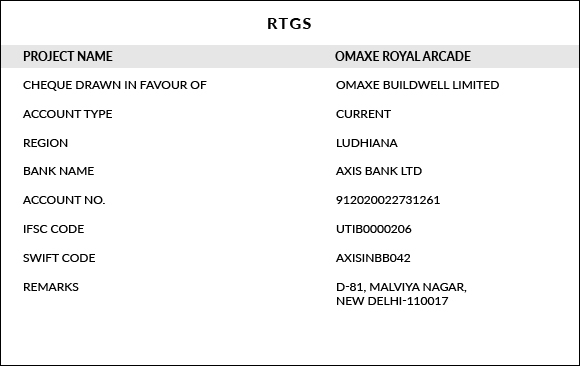 RTGS
PROJECT NAME OMAXE ROYAL ARCADE
CHEQUE DRAWN IN FAVOUR OF OMAXE BUILDWELL LIMITED
ACCOUNT TYPE CURRENT
REGION LUDHIANA
BANK NAME AXIS BANK LTD
ACCOUNT NO. 912020022731261
IFSC CODE UTIB0000206
SWIFT CODE AXISINBB042
REMARKS D-81, MALVIYA NAGAR,
NEW DELHI-110017